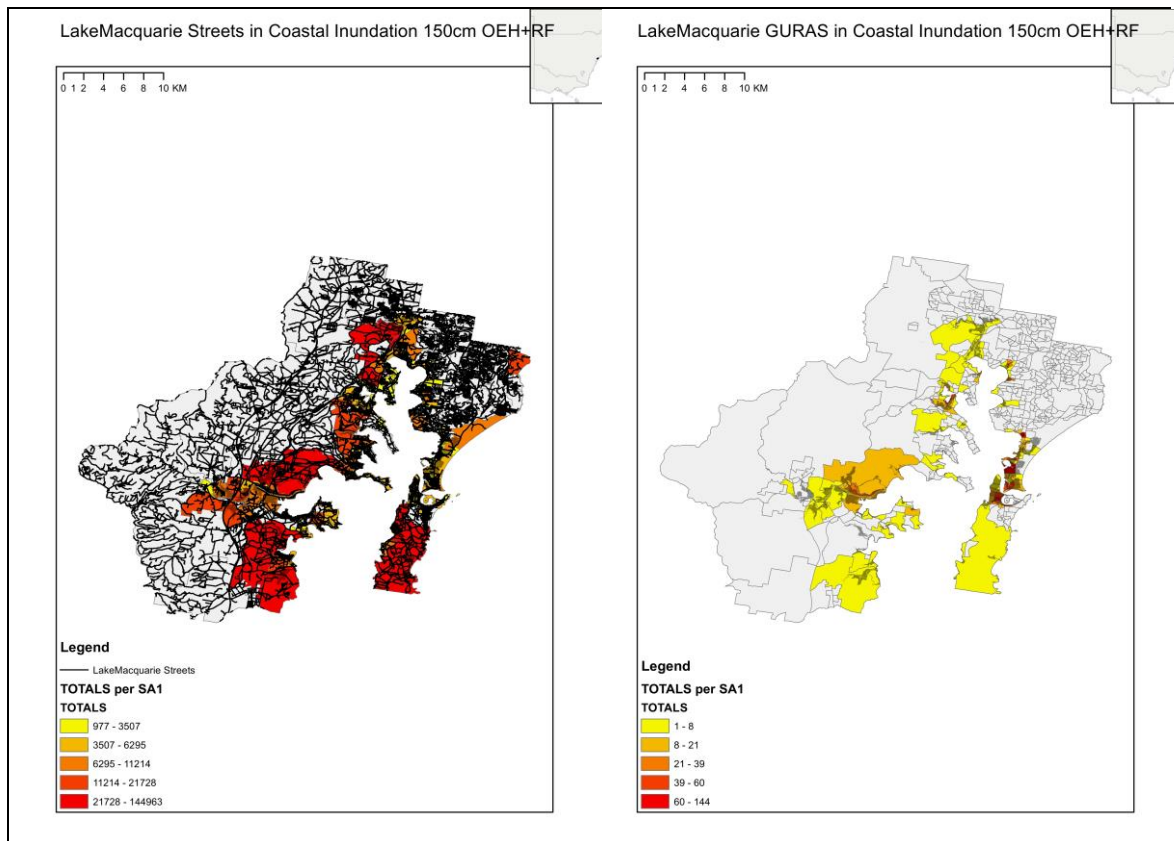 LakeMacquarie Streets in Coastal Inundation 150cm OEH+RF
0 1 2 4 6 8 10 KM
Legend
LakeMacquarie Streets
TOTALS per SA1
TOTALS
977 - 3507
3507 - 6295
6295 - 11214
11214 - 21728
21728 - 144963
LakeMacquarie GURAS in Coastal Inundation 150cm OEH+RF
0 1 2 4 6 8 10 KM
Legend
TOTALS per SA1
TOTALS
1 - 8
8 - 21
21 - 39
39 - 60
60 - 144